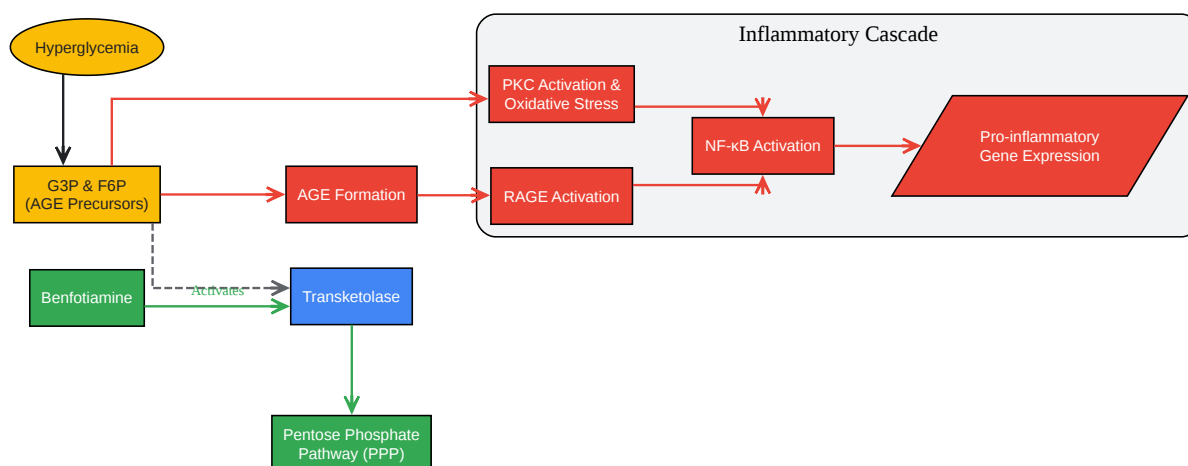 Hyperglycemia
Inflammatory Cascade
PKC Activation &
Oxidative Stress
NF-κB Activation
Pro-inflammatory
Gene Expression
G3P & F6P
(AGE Precursors)
AGE Formation
RAGE Activation
Benfotiamine
Activates
Transketolase
Pentose Phosphate
Pathway (PPP)